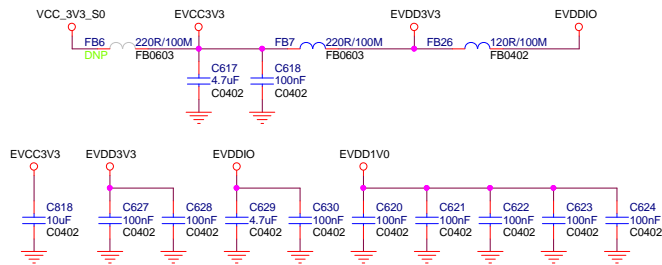 VCC_3V3_S0 EVCC3V3 EVDD3V3 EVDDIO
FB6 220R/100M FB7 220R/100M FB26 120R/100M
DNP FB0603 FB0603 FB0402
C617 C618
4.7uF 100nF
C0402 C0402
EVCC3V3 EVDD3V3 EVDDIO EVDD1V0
C818 C627 C628 C629 C630 C620 C621 C622 C623 C624
10uF 100nF 100nF 4.7uF 100nF 100nF 100nF 100nF 100nF 100nF
C0402 C0402 C0402 C0402 C0402 C0402 C0402 C0402 C0402 C0402